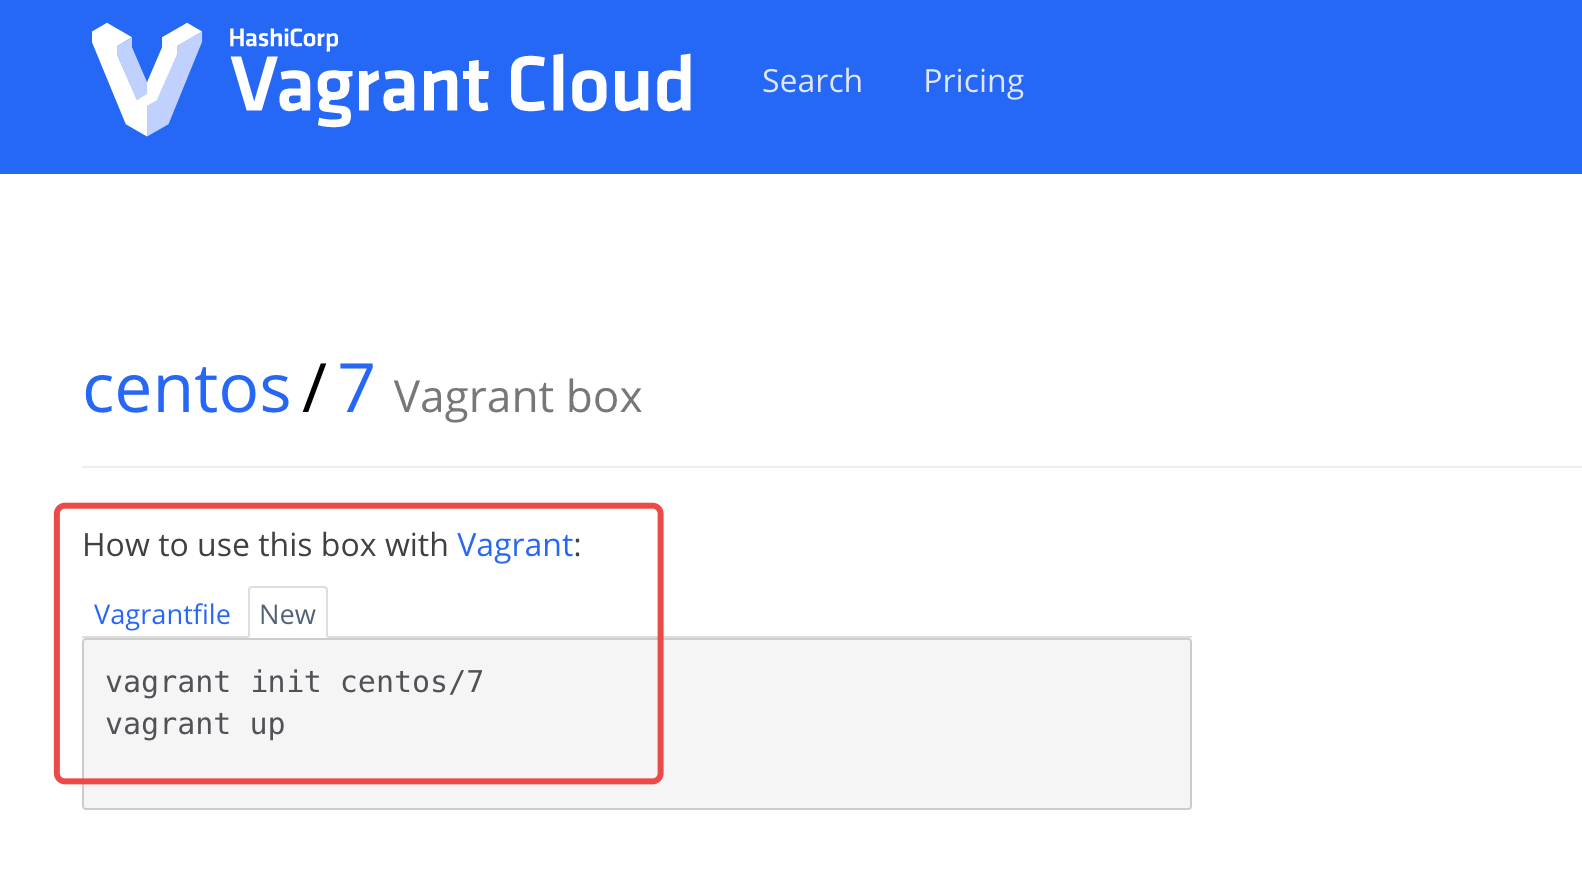 HashiCorp
Vagrant Cloud
Search Pricing
centos / 7 Vagrant box
How to use this box with Vagrant:
Vagrantfile New
vagrant init centos/7
vagrant up